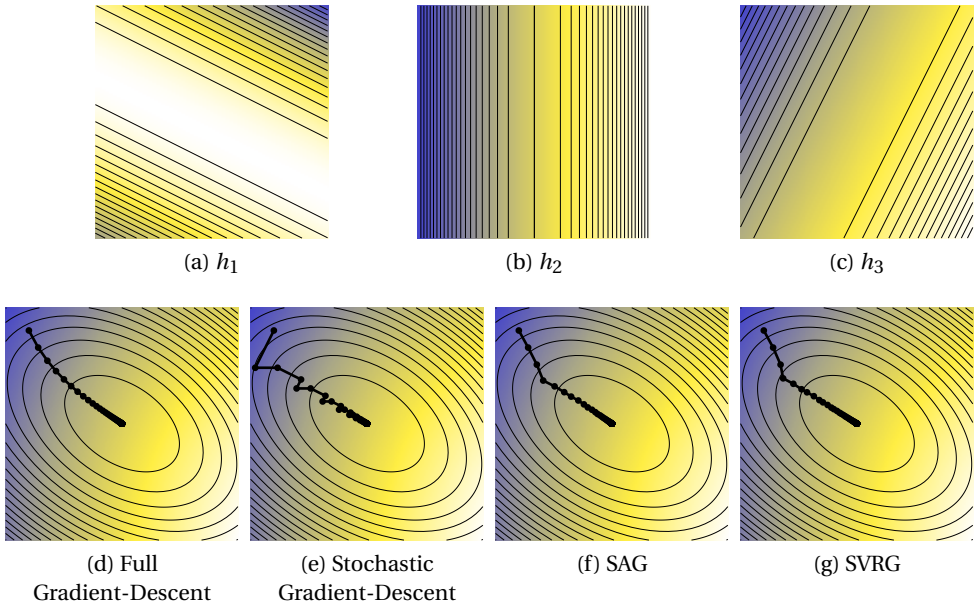 (a) h1
(b) h2
(c) h3
(d) Full
Gradient-Descent
(e) Stochastic
Gradient-Descent
(f) SAG
(g) SVRG